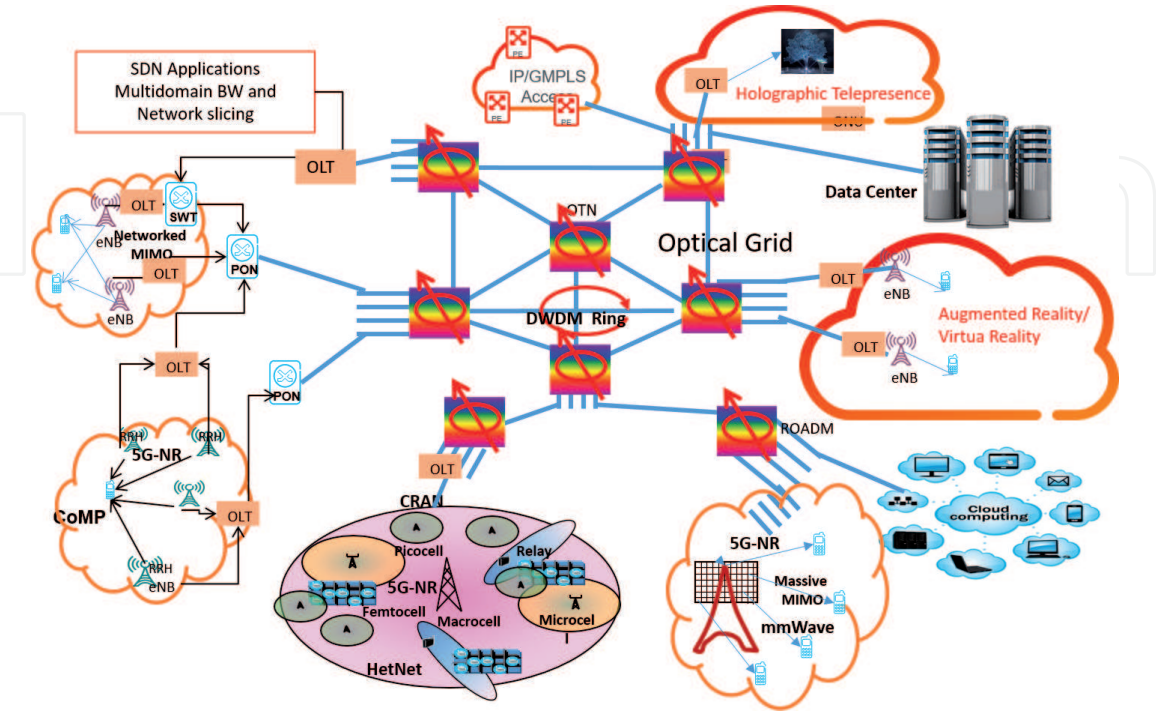 SDN Applications
Multidomain BW and
Network slicing
PE
IP/GMPLS
Access
PE
PE
OLT
Holographic Telepresence
ONU
Data Center
OLT
OLT
SWT
eNB
Networked
MIMO
OLT
PON
eNB
OTN
Optical Grid
DWDM Ring
OLT
eNB
Augmented Reality/
Virtua Reality
OLT
eNB
OLT
PON
RRH
RRH
5G-NR
CoMP
OLT
RRH
eNB
ROADM
OLT
CRAN
A
A
Picocell
Relay
A
5G-NR
A
A
A
Femtocell
Macrocell
Microcel
l
A
A
HetNet
5G-NR
Massive
MIMO
mmWave
Cloud
computing